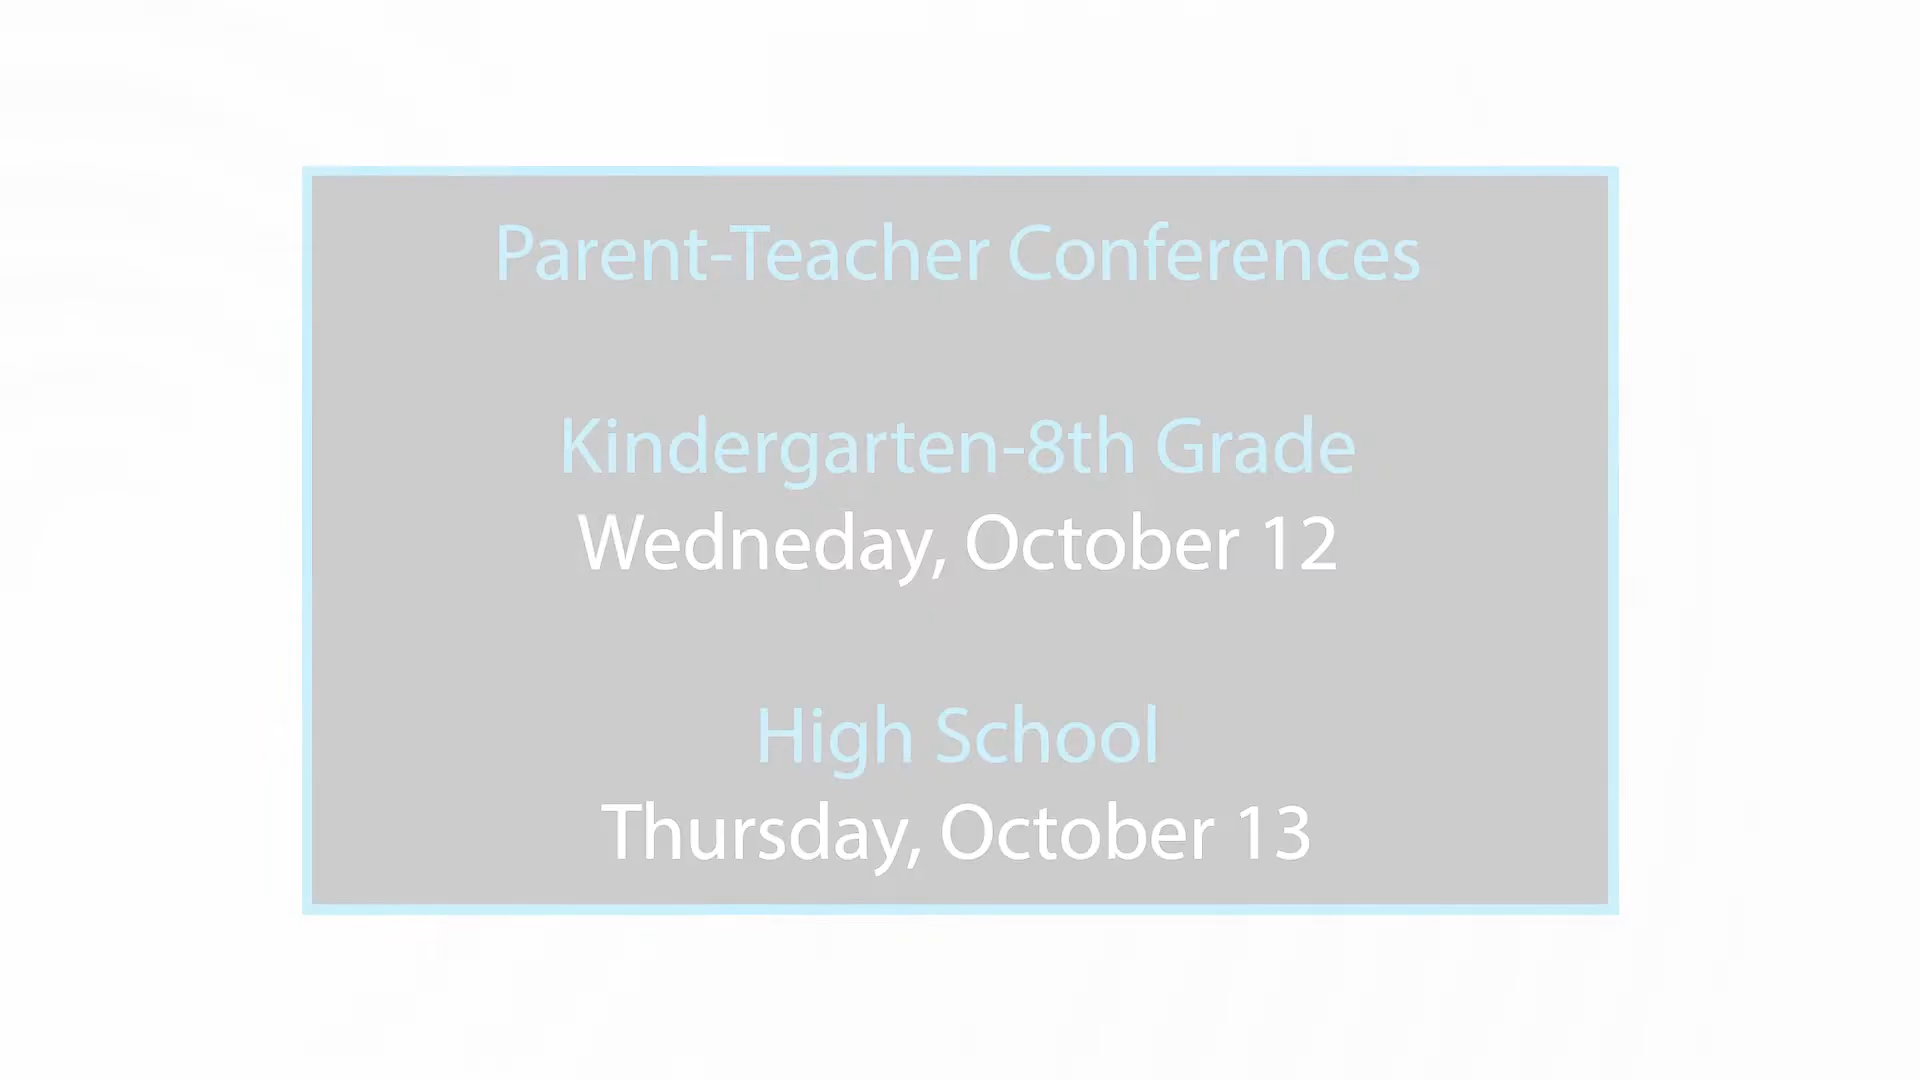 Parent-Teacher Conferences
Kindergarten-8th Grade
Wedneday, October 12
High School
Thursday, October 13